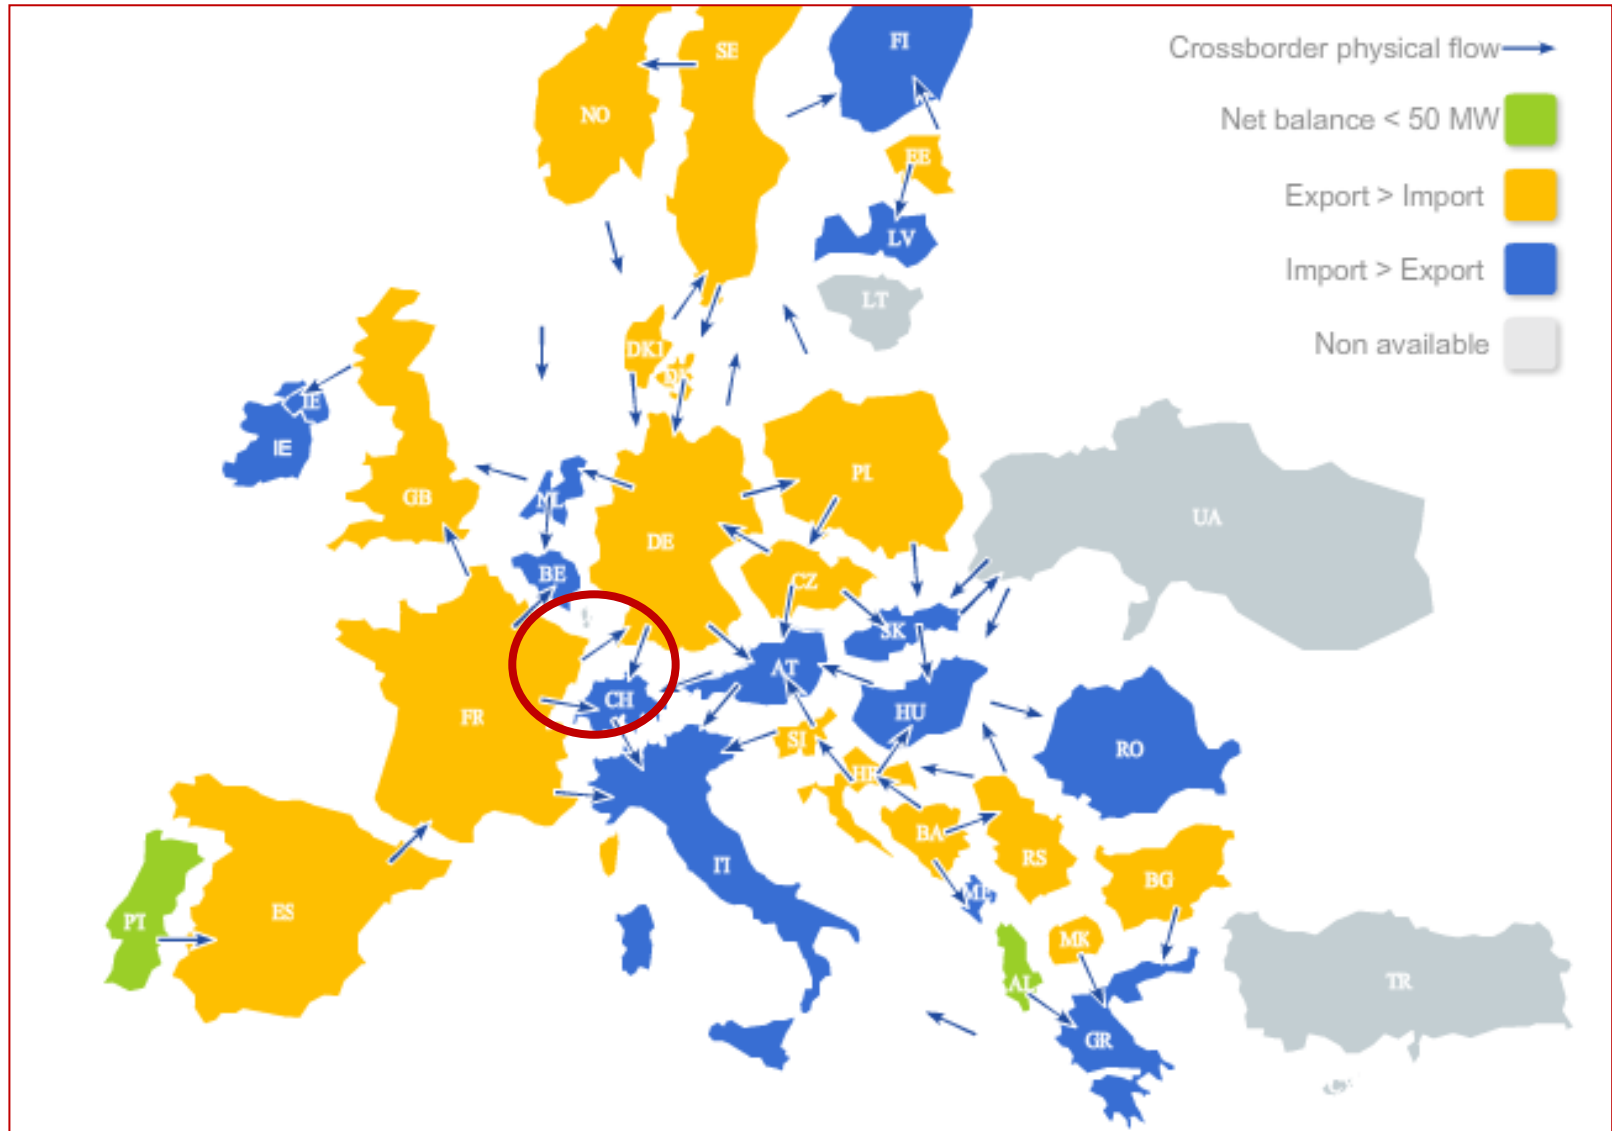 Crossborder physical flow
Net balance < 50 MW
Export > Import
Import > Export
Non available
FI
SE
NO
EE
LV
LT
DK1
IE
IE
GB
NL
PL
UA
DE
BE
CZ
SK
AT
CH
FR
HU
SI
RO
HR
BA
RS
IT
BG
ES
PT
MK
AL
TR
GR